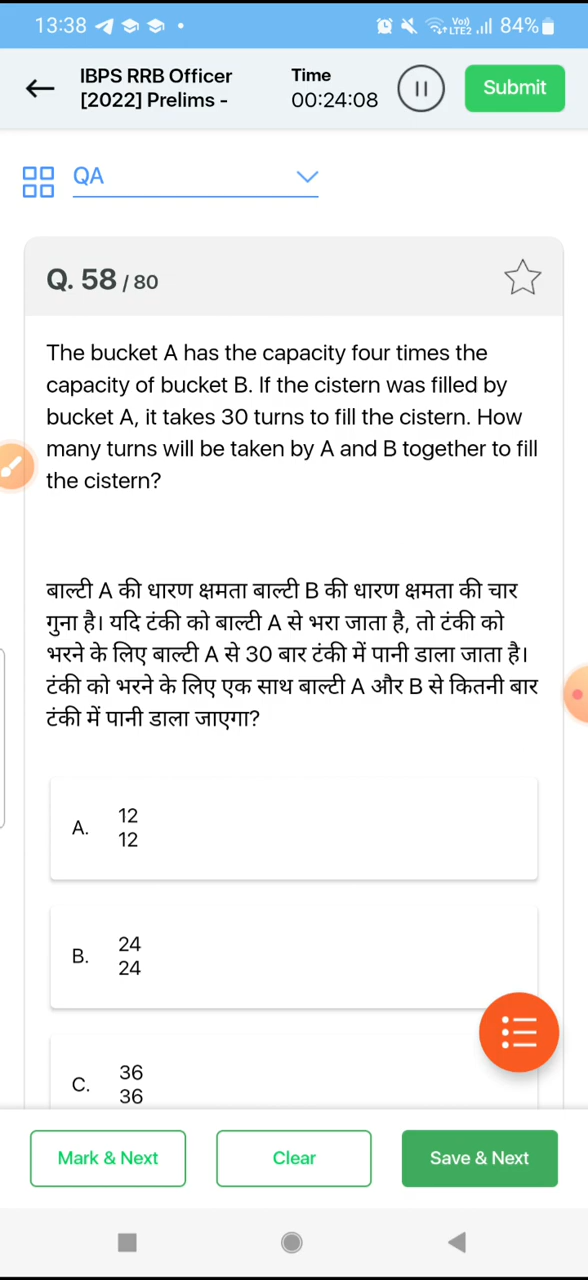 13:38
Vo))
LTE2
84%
IBPS RRB Officer
[2022] Prelims -
Time
00:24:08
Submit
QA
Q. 58 / 80
The bucket A has the capacity four times the
capacity of bucket B. If the cistern was filled by
bucket A, it takes 30 turns to fill the cistern. How
many turns will be taken by A and B together to fill
the cistern?
बाल्टी A की धारण क्षमता बाल्टी B की धारण क्षमता की चार
गुना है। यदि टंकी को बाल्टी A से भरा जाता है, तो टंकी को
भरने के लिए बाल्टी A से 30 बार टंकी में पानी डाला जाता है।
टंकी को भरने के लिए एक साथ बाल्टी A और B से कितनी बार
टंकी में पानी डाला जाएगा?
A.
12
12
B.
24
24
C.
36
36
Mark & Next
Clear
Save & Next